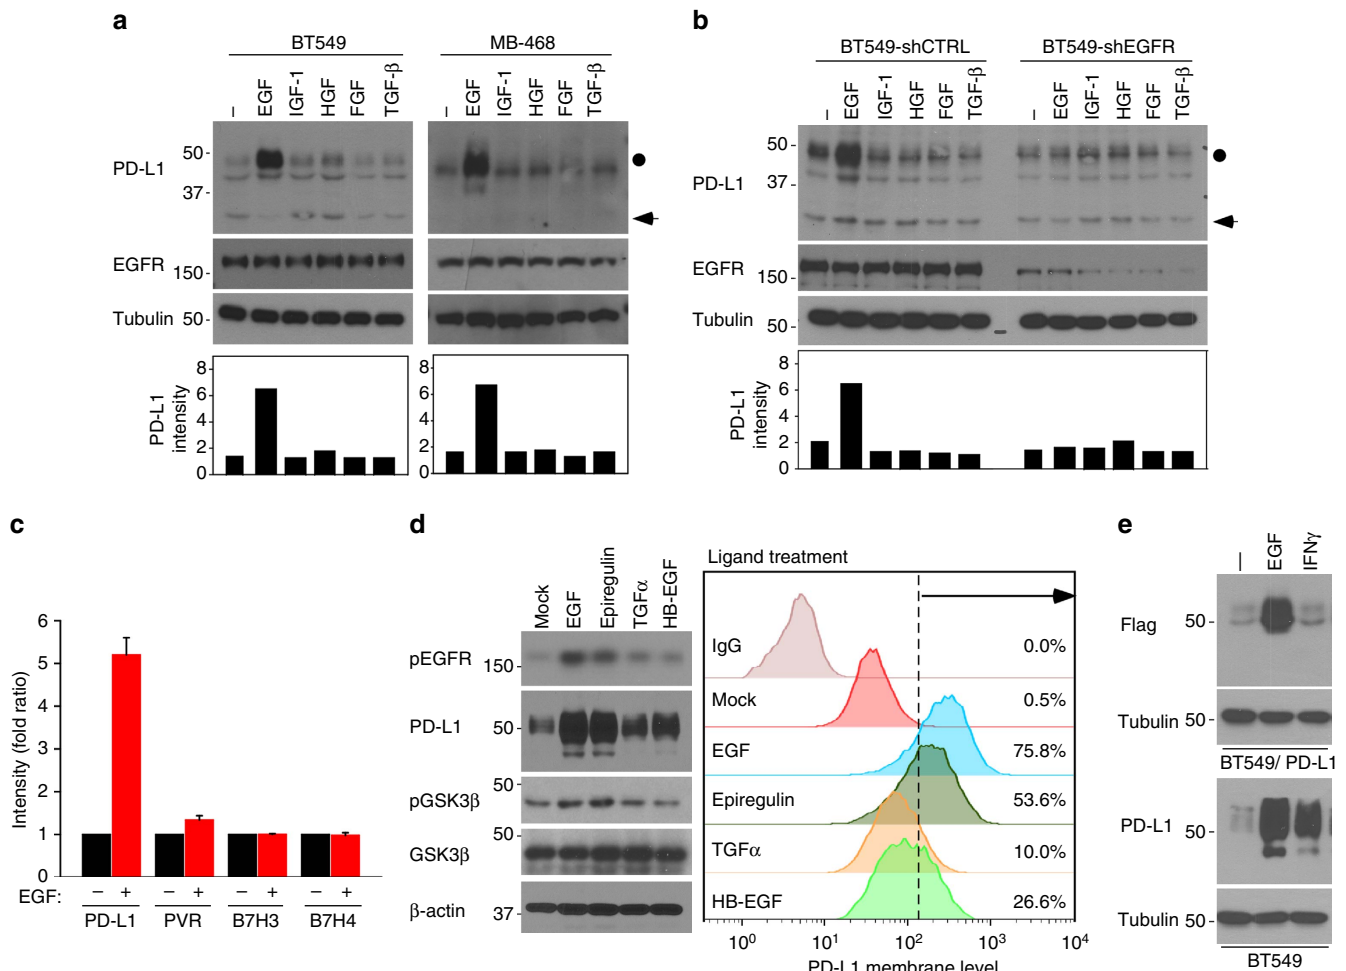 a
BT549
MB-468
– EGF IGF-1 HGF FGF TGF-β
– EGF IGF-1 HGF FGF TGF-β
PD-L1
50
37
EGFR
150
Tubulin 50
PD-L1 intensity
8
6
4
2
0
8
6
4
2
0
b
BT549-shCTRL
BT549-shEGFR
– EGF IGF-1 HGF FGF TGF-β
– EGF IGF-1 HGF FGF TGF-β
PD-L1
50
37
EGFR
150
Tubulin
50
PD-L1 intensity
8
6
4
2
0
c
Intensity (fold ratio)
6
5
4
3
2
1
0
EGF: – + – + – + – +
PD-L1 PVR B7H3 B7H4
d
Mock EGF Epiregulin TGFα HB-EGF
pEGFR
150
PD-L1
50
pGSK3β
50
GSK3β
50
β-actin
37
Ligand treatment
IgG 0.0%
Mock 0.5%
EGF 75.8%
Epiregulin 53.6%
TGFα 10.0%
HB-EGF 26.6%
10⁰ 10¹ 10² 10³ 10⁴
PD-L1 membrane level
e
– EGF IFNγ
Flag
50
Tubulin 50
BT549/ PD-L1
PD-L1
50
Tubulin 50
BT549